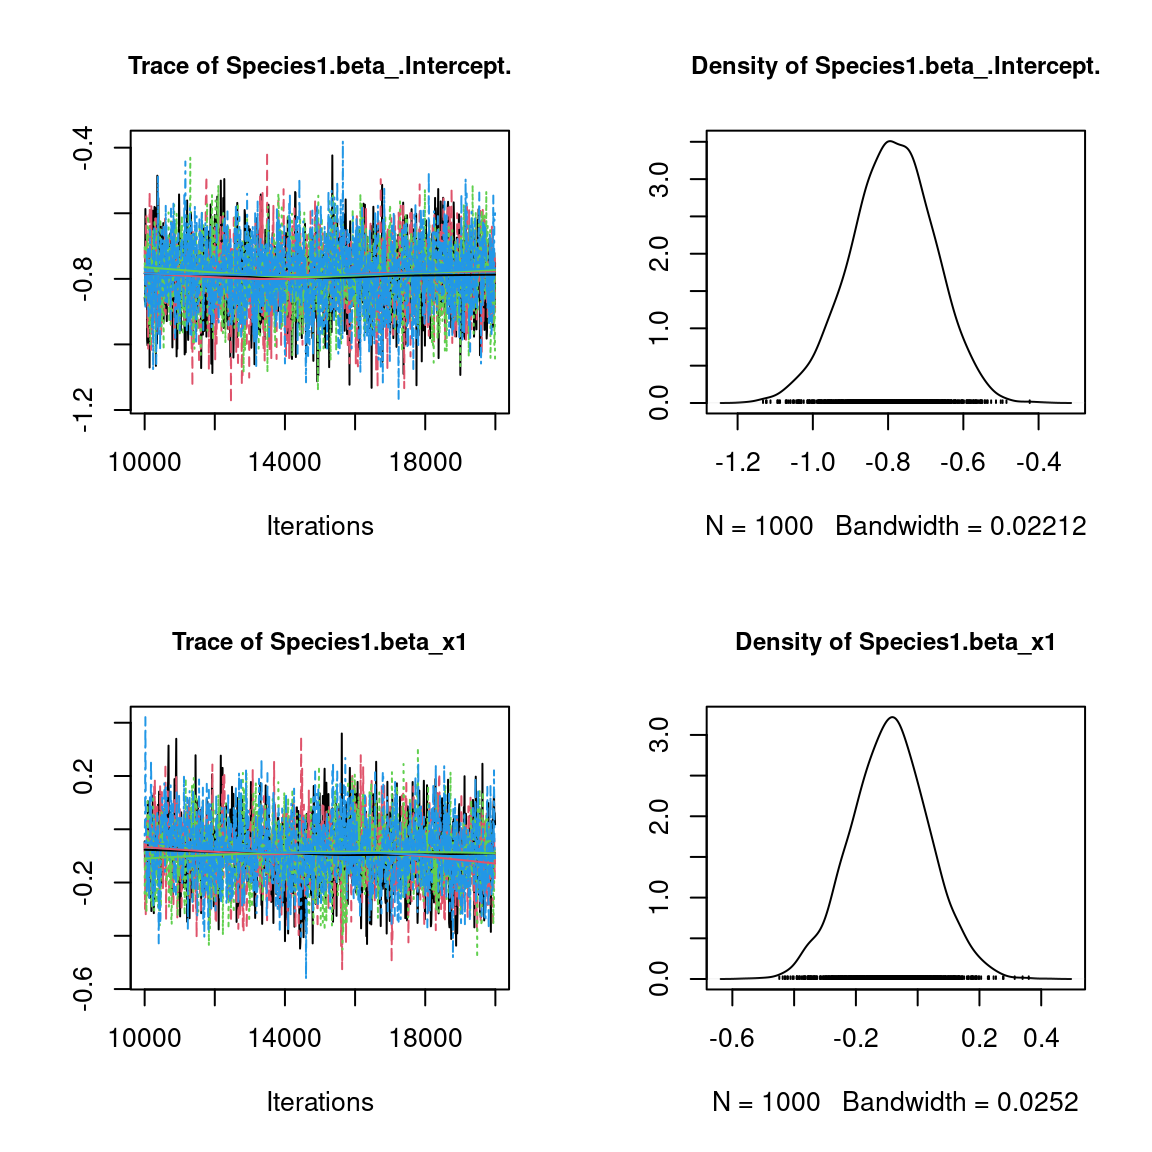 Trace of Species1.beta_.Intercept.
-0.4
-0.8
-1.2
10000 14000 18000
Iterations
Density of Species1.beta_.Intercept.
3.0
2.0
1.0
0.0
-1.2 -1.0 -0.8 -0.6 -0.4
N = 1000 Bandwidth = 0.02212
Trace of Species1.beta_x1
0.2
-0.2
-0.6
10000 14000 18000
Iterations
Density of Species1.beta_x1
3.0
2.0
1.0
0.0
-0.6 -0.2 0.2 0.4
N = 1000 Bandwidth = 0.0252